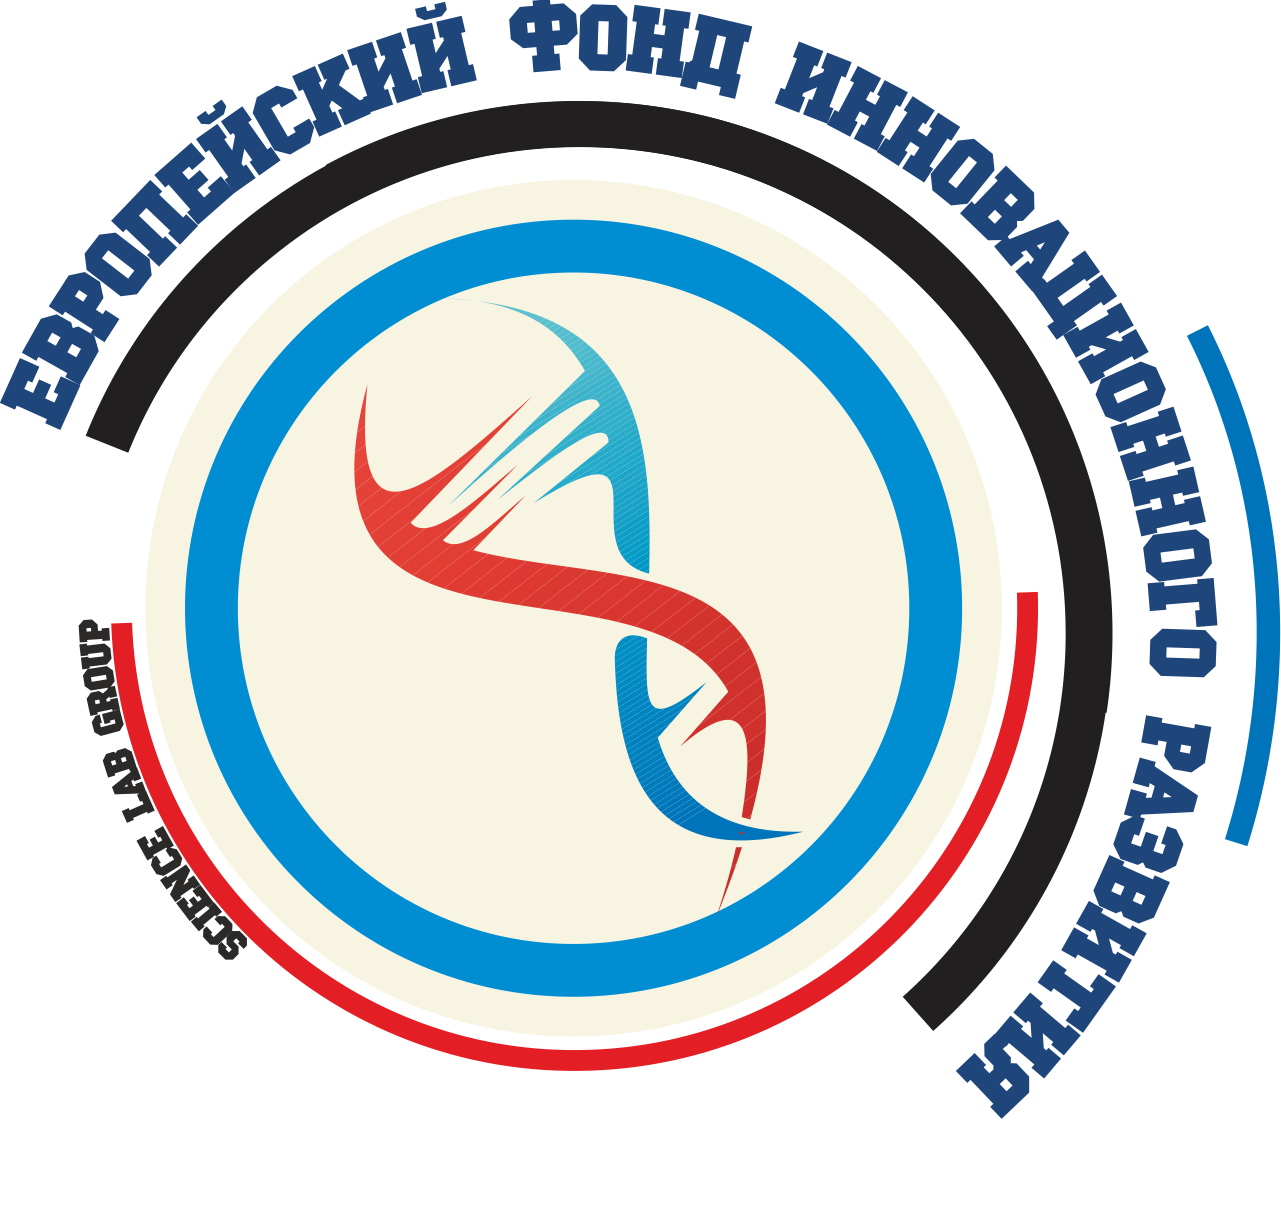 ЕВРОПЕЙСКИЙ ФОНД ИННОВАЦИОННОГО РАЗВИТИЯ
SCIENCE LAB GROUP